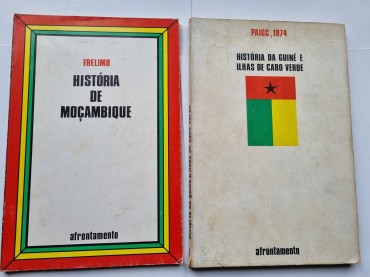 FRELIMO
HISTÓRIA
DE
MOÇAMBIQUE
afrontamento
PAIGC, 1974
HISTÓRIA DA GUINÉ E
ILHAS DE CABO VERDE
afrontamento